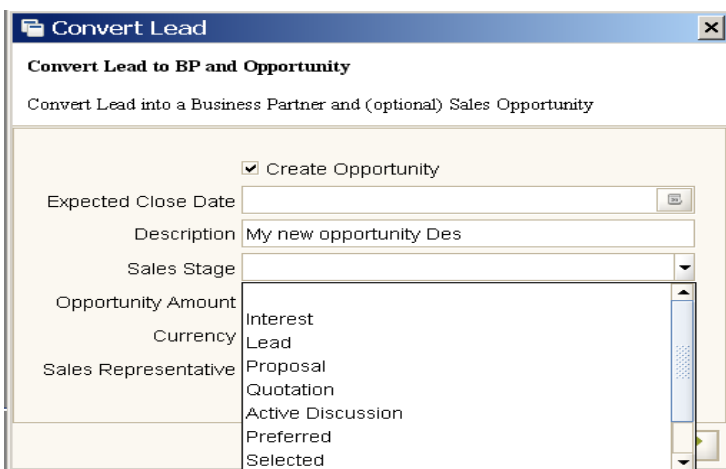 Convert Lead
Convert Lead to BP and Opportunity
Convert Lead into a Business Partner and (optional) Sales Opportunity
Create Opportunity
Expected Close Date
Description My new opportunity Des
Sales Stage
Opportunity Amount
Currency
Sales Representative
Interest
Lead
Proposal
Quotation
Active Discussion
Preferred
Selected